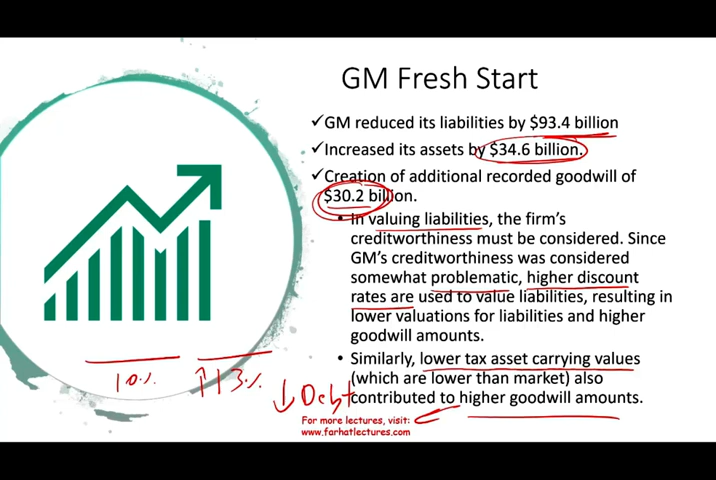 GM Fresh Start
✓GM reduced its liabilities by $93.4 billion
✓Increased its assets by $34.6 billion.
✓Creation of additional recorded goodwill of
$30.2 billion.
• In valuing liabilities, the firm's
creditworthiness must be considered. Since
GM's creditworthiness was considered
somewhat problematic, higher discount
rates are used to value liabilities, resulting in
lower valuations for liabilities and higher
goodwill amounts.
• Similarly, lower tax asset carrying values
(which are lower than market) also
contributed to higher goodwill amounts.
10% ↑13% ↓Debt
For more lectures, visit:
www.farhatlectures.com